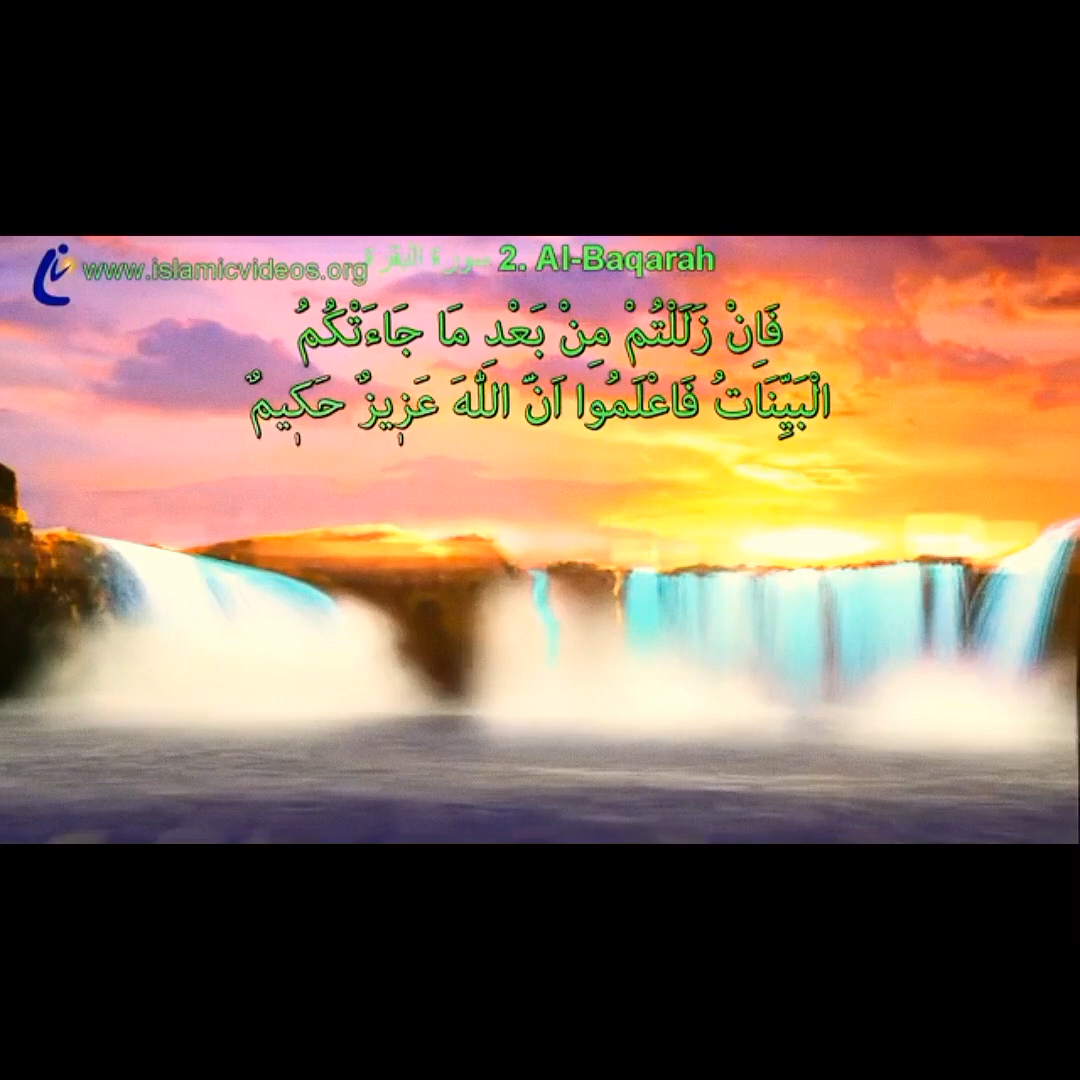 www.islamicvideos.org سورة البقرة 2. Al-Baqarah
فَاِنْ زَلَلْتُمْ مِنْ بَعْدِ مَا جَاءَتْكُمُ
الْبَيِّنَاتُ فَاعْلَمُوا اَنَّ اللّٰهَ عَزٖيزٌ حَكٖيمٌ